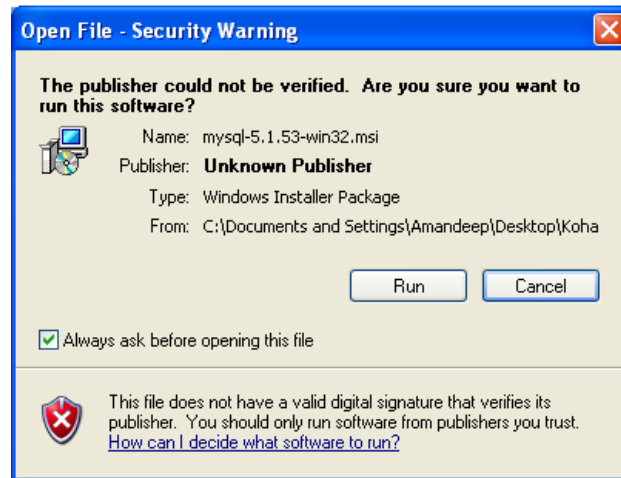 Open File - Security Warning
The publisher could not be verified.  Are you sure you want to
run this software?
Name: mysql-5.1.53-win32.msi
Publisher: Unknown Publisher
Type: Windows Installer Package
From: C:\Documents and Settings\Amandeep\Desktop\Koha
Run Cancel
Always ask before opening this file
This file does not have a valid digital signature that verifies its
publisher.  You should only run software from publishers you trust.
How can I decide what software to run?